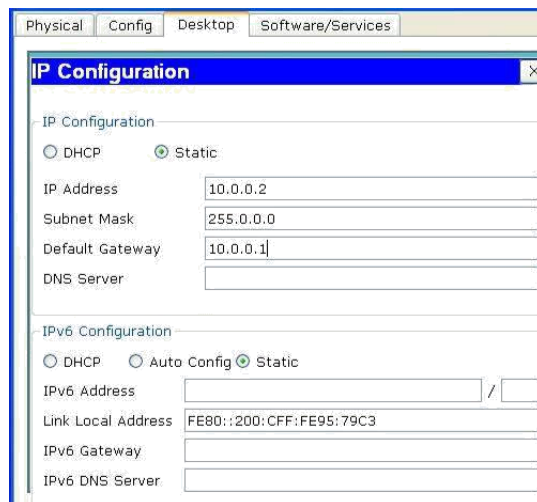 Physical Config Desktop Software/Services
IP Configuration
IP Configuration
DHCP Static
IP Address 10.0.0.2
Subnet Mask 255.0.0.0
Default Gateway 10.0.0.1
DNS Server
IPv6 Configuration
DHCP Auto Config Static
IPv6 Address /
Link Local Address FE80::200:CFF:FE95:79C3
IPv6 Gateway
IPv6 DNS Server